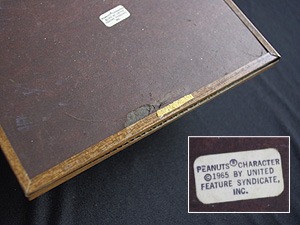 PEANUTS® CHARACTER
©1965 BY UNITED
FEATURE SYNDICATE,
INC.